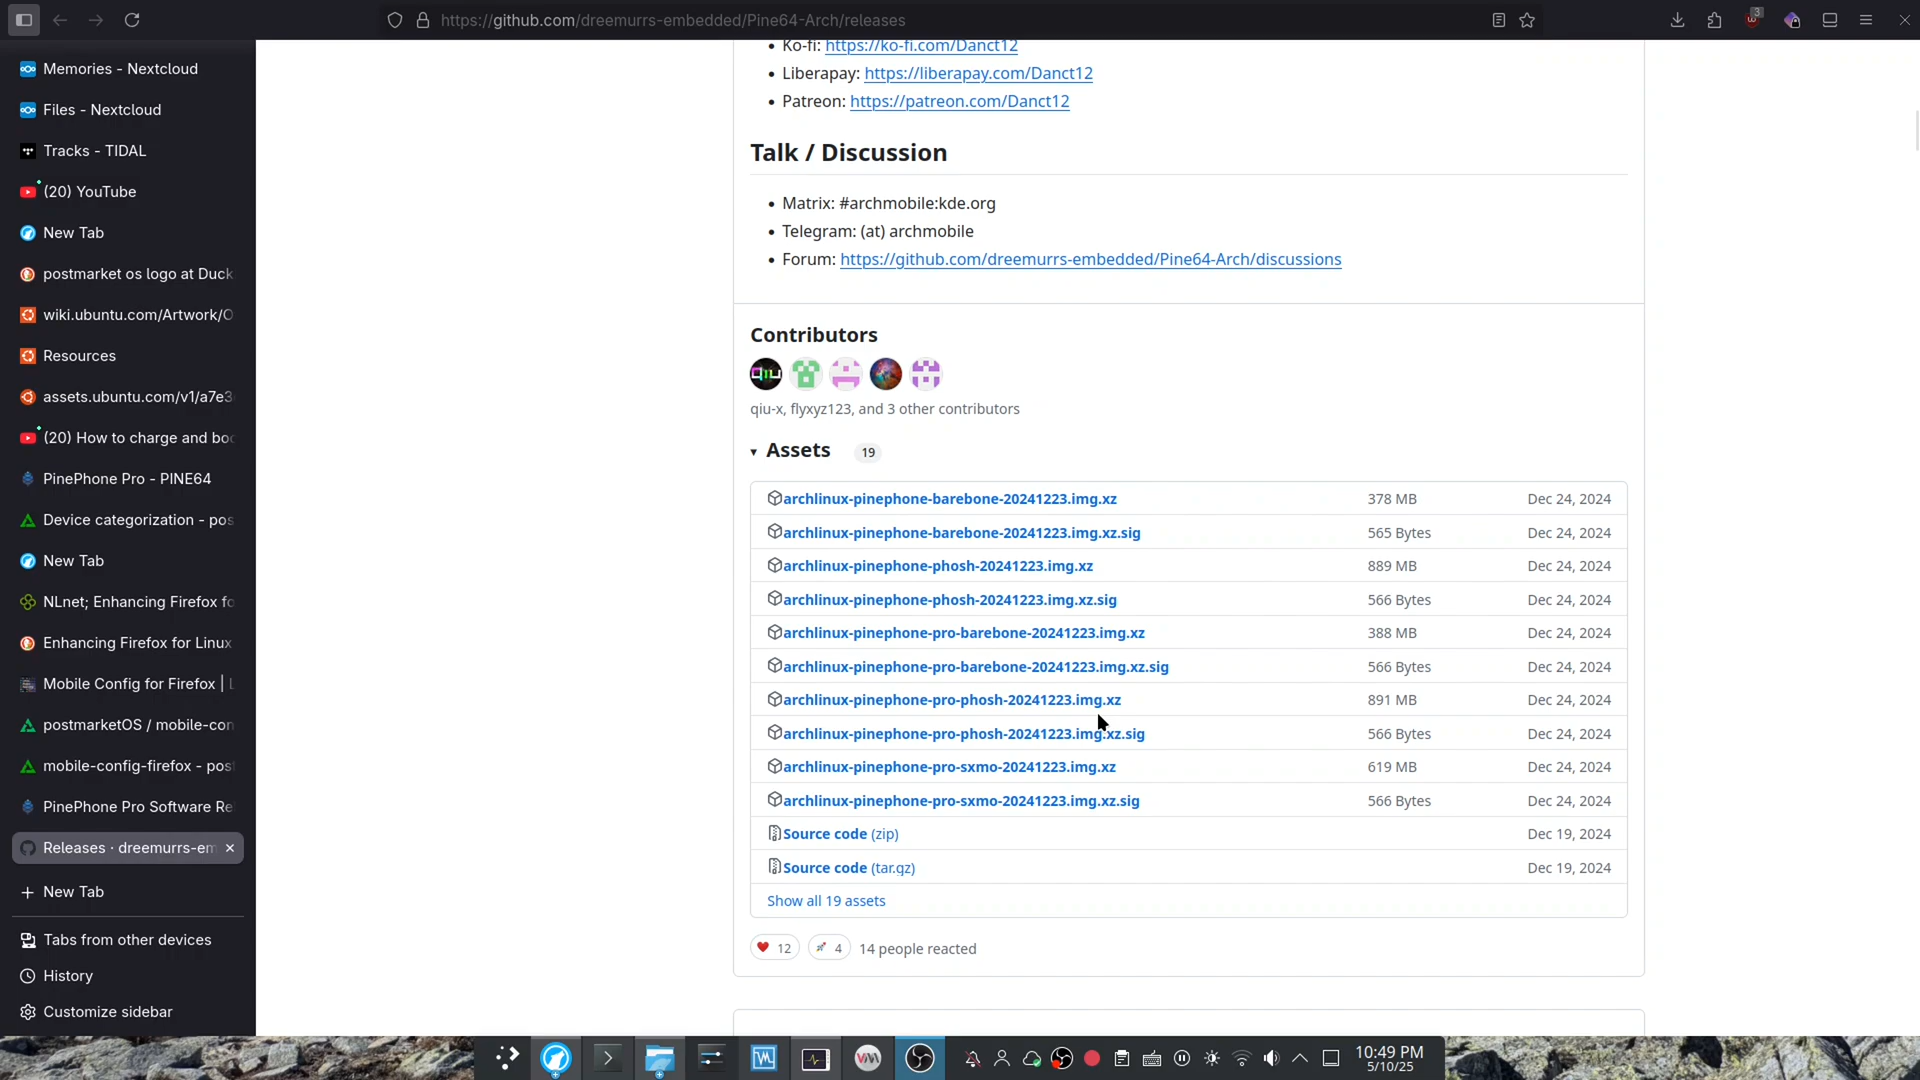 https://github.com/dreemurrs-embedded/Pine64-Arch/releases
3
Memories - Nextcloud
Files - Nextcloud
Tracks - TIDAL
(20) YouTube
New Tab
postmarket os logo at Duck
wiki.ubuntu.com/Artwork/O
Resources
assets.ubuntu.com/v1/a7e3
(20) How to charge and boo
PinePhone Pro - PINE64
Device categorization - pos
New Tab
NLnet; Enhancing Firefox fo
Enhancing Firefox for Linux
Mobile Config for Firefox | L
postmarketOS / mobile-con
mobile-config-firefox - pos
PinePhone Pro Software Re
Releases · dreemurrs-em
New Tab
Tabs from other devices
History
Customize sidebar
Ko-fi: https://ko-fi.com/Danct12
Liberapay: https://liberapay.com/Danct12
Patreon: https://patreon.com/Danct12
Talk / Discussion
Matrix: #archmobile:kde.org
Telegram: (at) archmobile
Forum: https://github.com/dreemurrs-embedded/Pine64-Arch/discussions
Contributors
qiu-x, flyxyz123, and 3 other contributors
Assets 19
archlinux-pinephone-barebone-20241223.img.xz 378 MB Dec 24, 2024
archlinux-pinephone-barebone-20241223.img.xz.sig 565 Bytes Dec 24, 2024
archlinux-pinephone-phosh-20241223.img.xz 889 MB Dec 24, 2024
archlinux-pinephone-phosh-20241223.img.xz.sig 566 Bytes Dec 24, 2024
archlinux-pinephone-pro-barebone-20241223.img.xz 388 MB Dec 24, 2024
archlinux-pinephone-pro-barebone-20241223.img.xz.sig 566 Bytes Dec 24, 2024
archlinux-pinephone-pro-phosh-20241223.img.xz 891 MB Dec 24, 2024
archlinux-pinephone-pro-phosh-20241223.img.xz.sig 566 Bytes Dec 24, 2024
archlinux-pinephone-pro-sxmo-20241223.img.xz 619 MB Dec 24, 2024
archlinux-pinephone-pro-sxmo-20241223.img.xz.sig 566 Bytes Dec 24, 2024
Source code (zip) Dec 19, 2024
Source code (tar.gz) Dec 19, 2024
Show all 19 assets
12 4 14 people reacted
10:49 PM
5/10/25